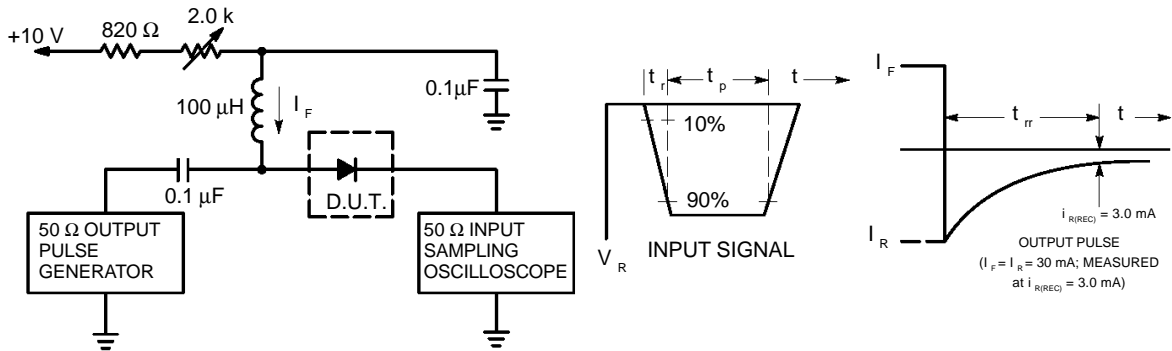 +10 V
820 Ω
2.0 k
100 μH
I F
0.1μF
0.1 μF
D.U.T.
50 Ω OUTPUT
PULSE
GENERATOR
50 Ω INPUT
SAMPLING
OSCILLOSCOPE
t r
t p
t
10%
90%
V R
INPUT SIGNAL
I F
t rr
t
I R
i R(REC) = 3.0 mA
OUTPUT PULSE
(I F = I R = 30 mA; MEASURED
at i R(REC) = 3.0 mA)